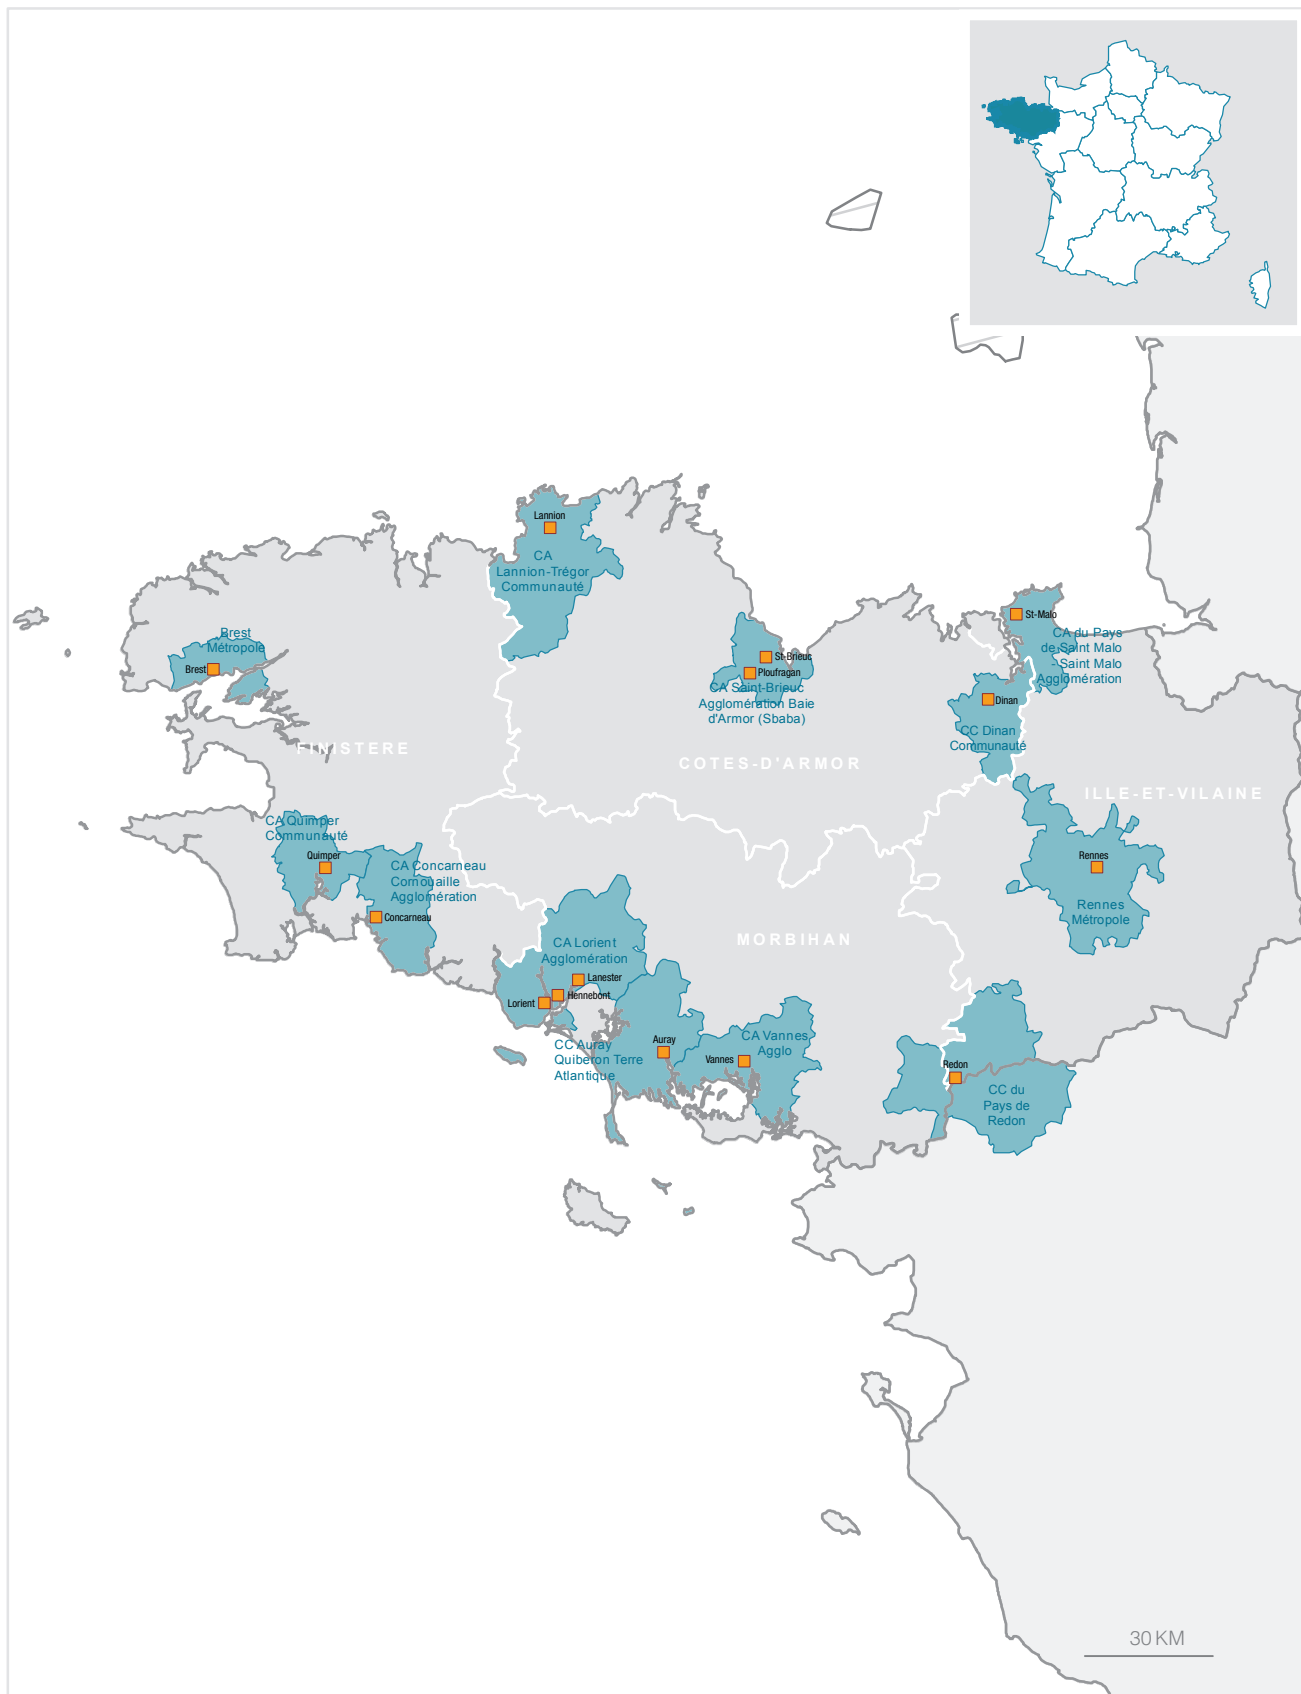 Lannion
CA
Lannion-Trégor
Communauté
St-Malo
CA du Pays
de Saint Malo
- Saint Malo
Agglomération
Brest
Métropole
Brest
St-Brieuc
Ploufragan
CA Saint-Brieuc
Agglomération Baie
d'Armor (Sbaba)
Dinan
CC Dinan
Communauté
FINISTERE
COTES-D'ARMOR
ILLE-ET-VILAINE
CA Quimper
Communauté
Quimper
CA Concarneau
Cornouaille
Agglomération
Concarneau
Rennes
Rennes
Métropole
MORBIHAN
CA Lorient
Agglomération
Lanester
Hennebont
Lorient
CC Auray
Quiberon Terre
Atlantique
Auray
CA Vannes
Agglo
Vannes
Redon
CC du
Pays de
Redon
30 KM